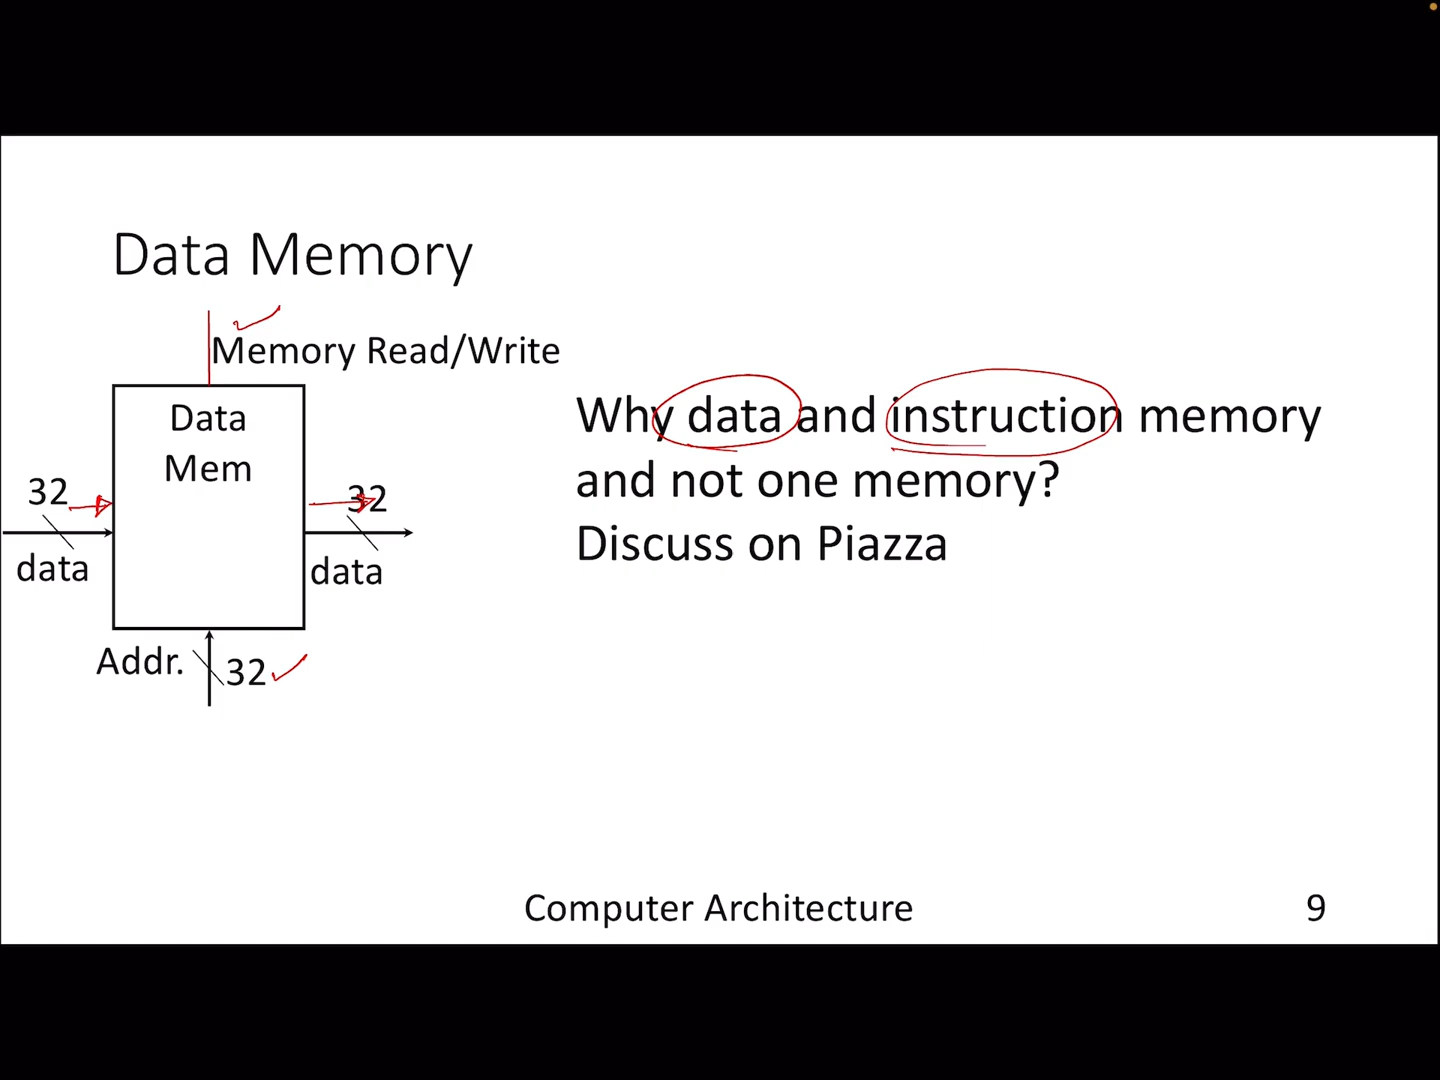 Data Memory
Memory Read/Write
Data
Mem
32
data
32
data
Addr.
32
Why data and instruction memory
and not one memory?
Discuss on Piazza
Computer Architecture
9